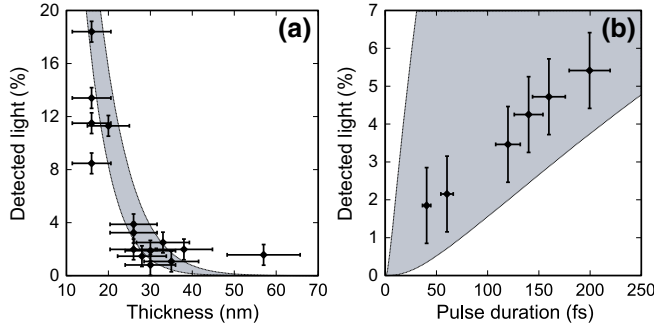 (a)
Detected light (%)
20
16
12
8
4
0
10 20 30 40 50 60 70
Thickness (nm)
(b)
Detected light (%)
7
6
5
4
3
2
1
0
0 50 100 150 200 250
Pulse duration (fs)